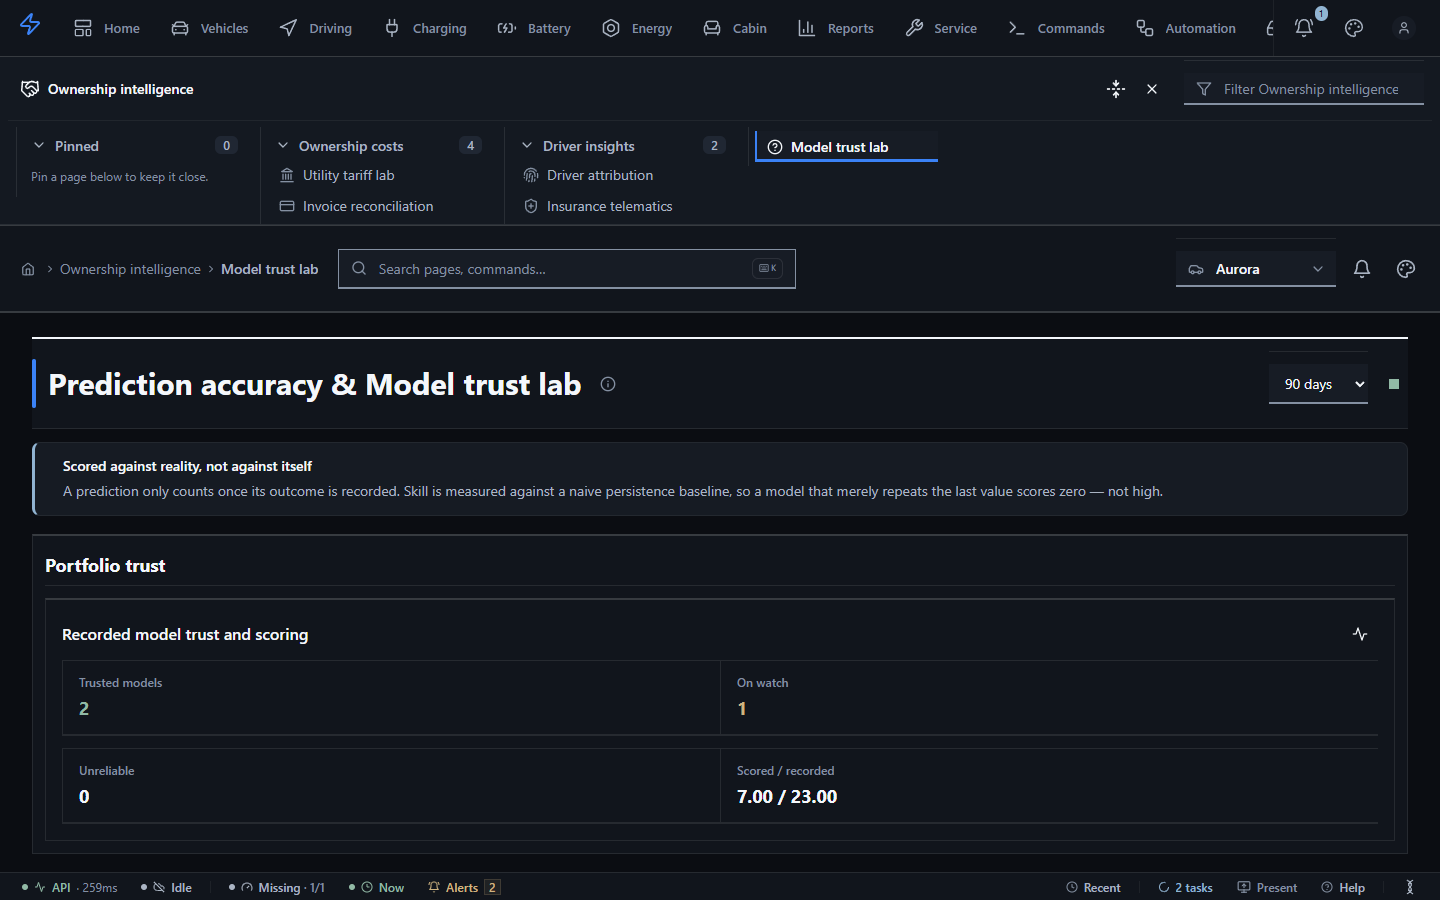 Home
Vehicles
Driving
Charging
Battery
Energy
Cabin
Reports
Service
Commands
Automation
1
Ownership intelligence
Filter Ownership intelligence
Pinned 0
Pin a page below to keep it close.
Ownership costs 4
Utility tariff lab
Invoice reconciliation
Driver insights 2
Driver attribution
Insurance telematics
Model trust lab
Ownership intelligence
Model trust lab
Search pages, commands...
K
Aurora
Prediction accuracy & Model trust lab
90 days
Scored against reality, not against itself
A prediction only counts once its outcome is recorded. Skill is measured against a naive persistence baseline, so a model that merely repeats the last value scores zero — not high.
Portfolio trust
Recorded model trust and scoring
Trusted models
2
On watch
1
Unreliable
0
Scored / recorded
7.00 / 23.00
API · 259ms
Idle
Missing · 1/1
Now
Alerts 2
Recent
2 tasks
Present
Help